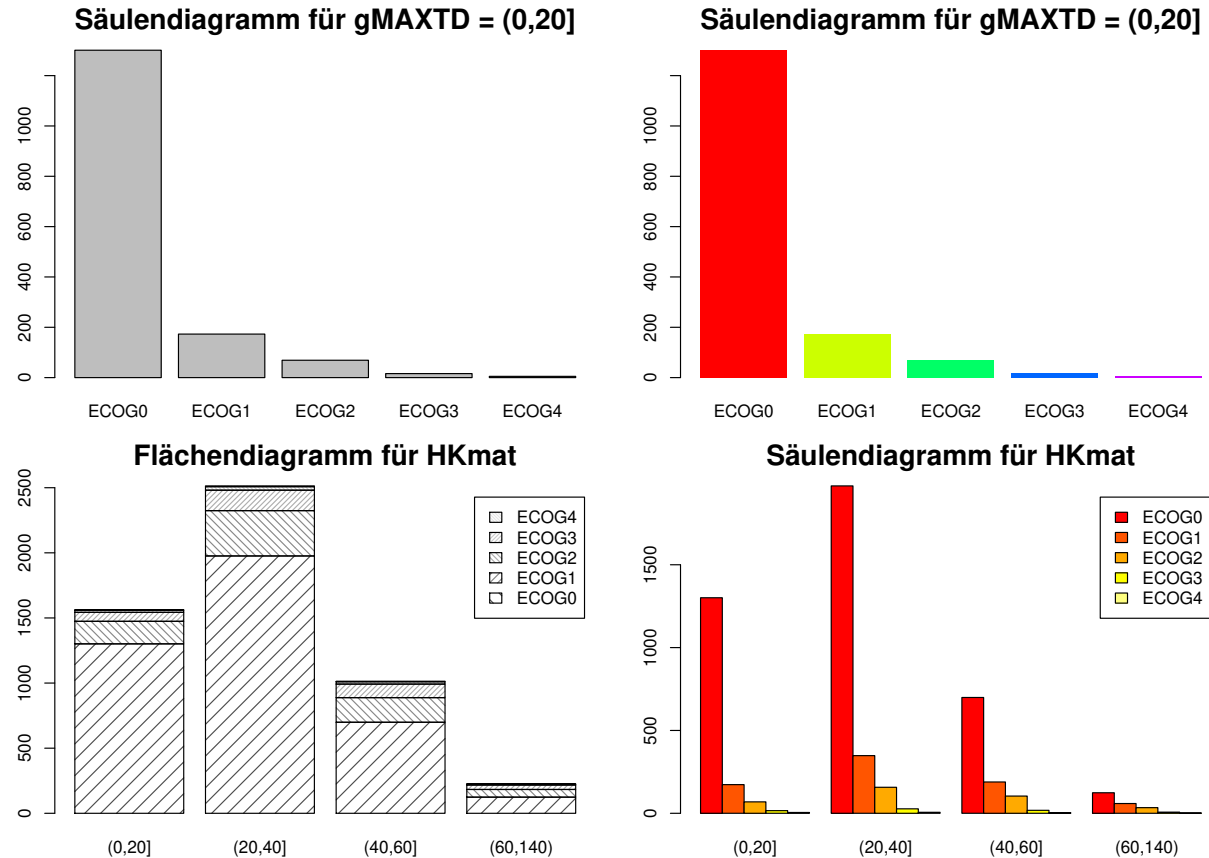 Säulendiagramm für gMAXTD = (0,20]
0
200
400
600
800
1000
ECOG0 ECOG1 ECOG2 ECOG3 ECOG4
Säulendiagramm für gMAXTD = (0,20]
0
200
400
600
800
1000
ECOG0 ECOG1 ECOG2 ECOG3 ECOG4
Flächendiagramm für HKmat
0
500
1000
1500
2000
2500
ECOG4
ECOG3
ECOG2
ECOG1
ECOG0
(0,20] (20,40] (40,60] (60,140)
Säulendiagramm für HKmat
0
500
1000
1500
ECOG0
ECOG1
ECOG2
ECOG3
ECOG4
(0,20] (20,40] (40,60] (60,140)